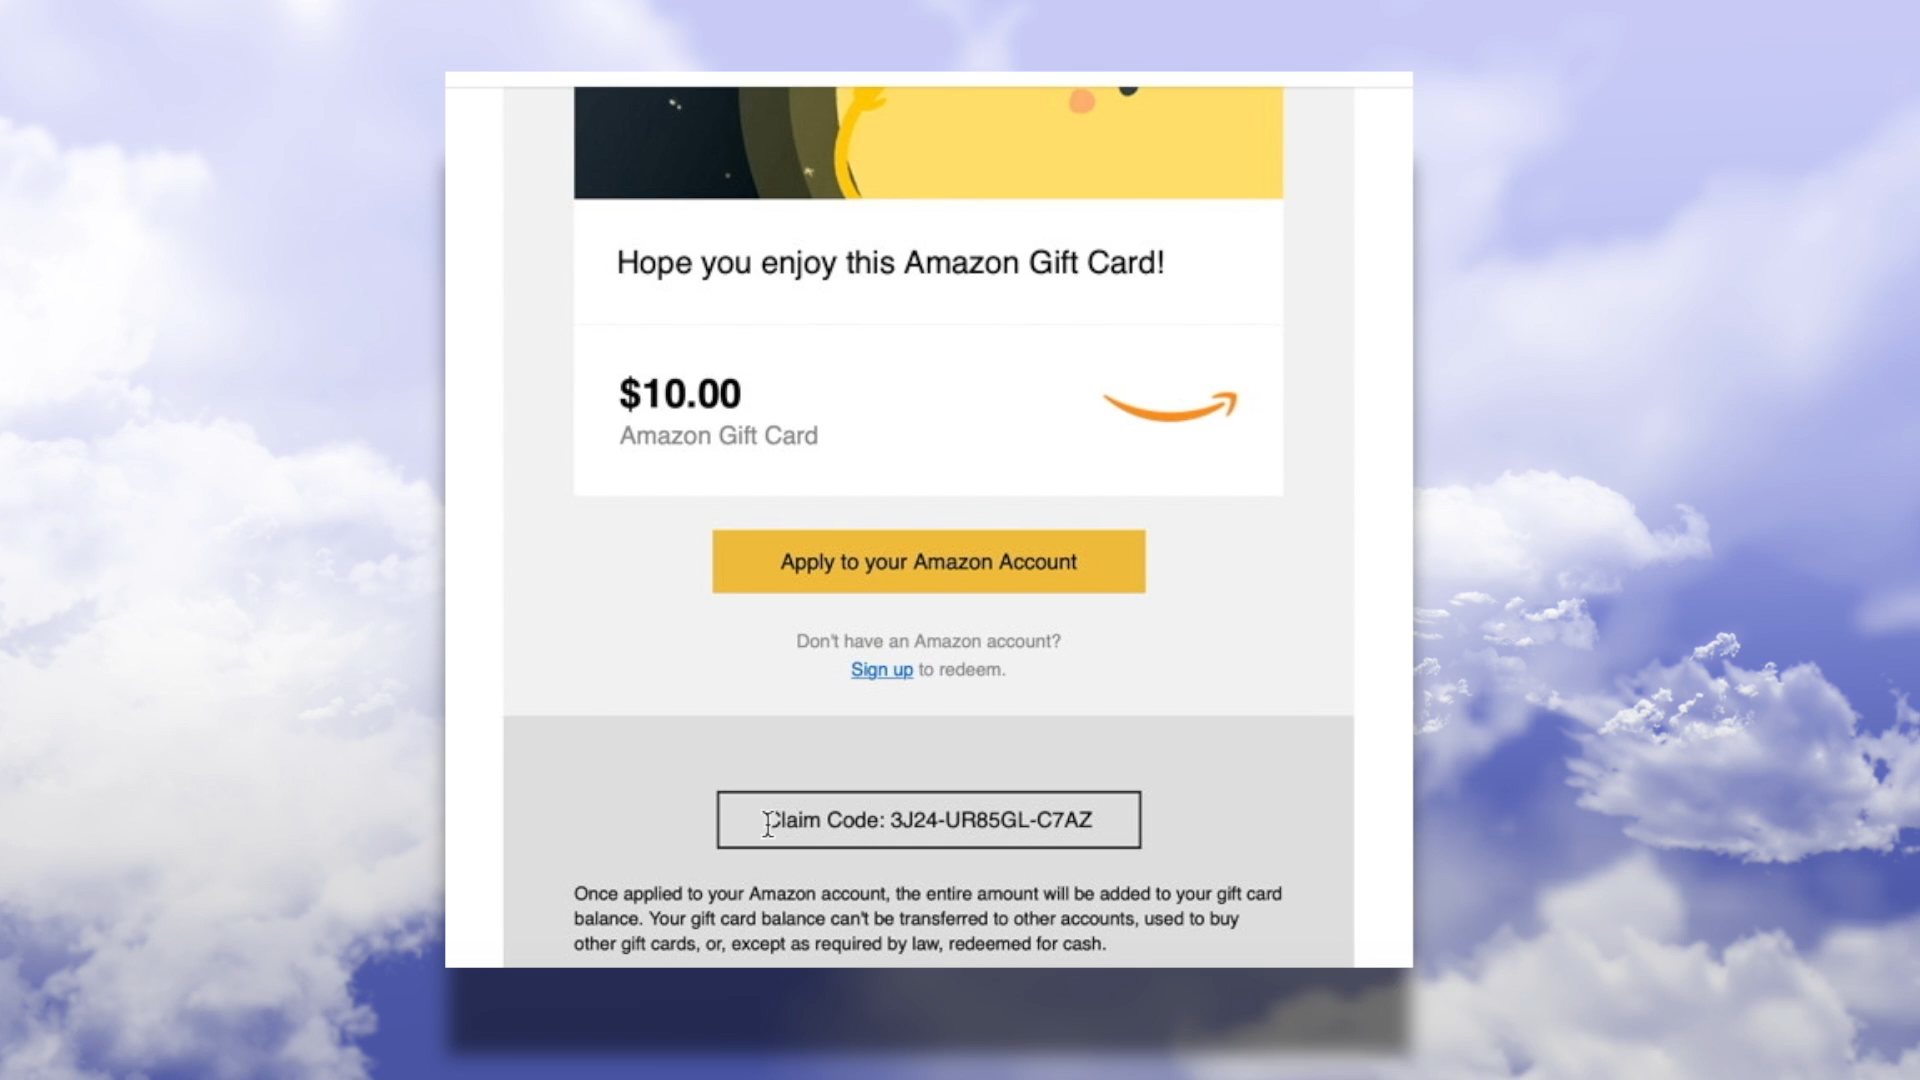 Hope you enjoy this Amazon Gift Card!
$10.00
Amazon Gift Card
Apply to your Amazon Account
Don't have an Amazon account?
Sign up to redeem.
Claim Code: 3J24-UR85GL-C7AZ
Once applied to your Amazon account, the entire amount will be added to your gift card
balance. Your gift card balance can't be transferred to other accounts, used to buy
other gift cards, or, except as required by law, redeemed for cash.